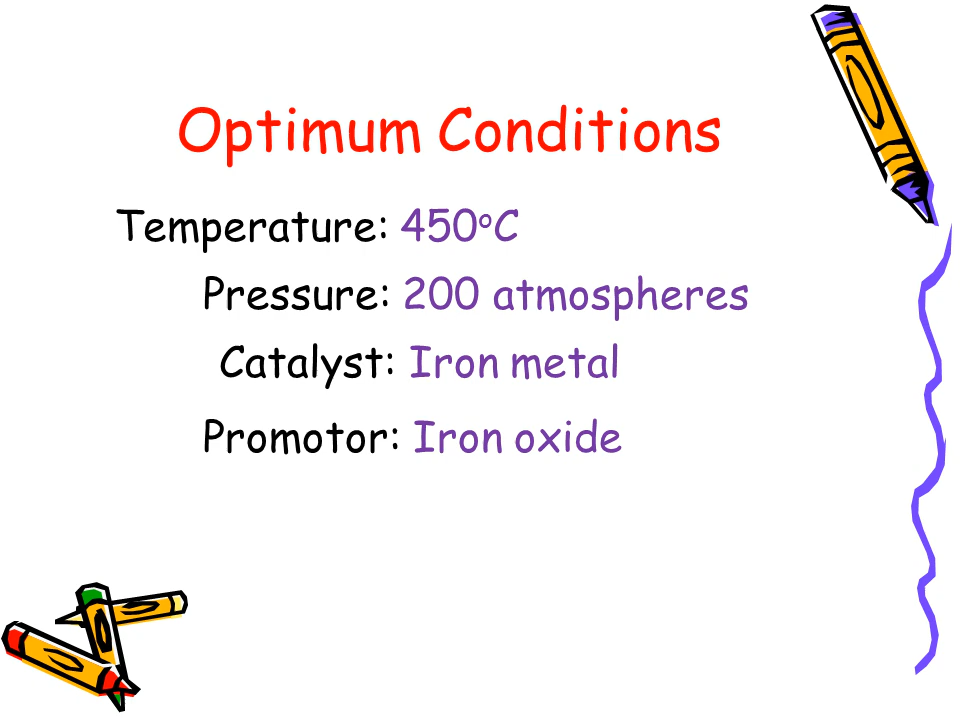 Optimum Conditions
Temperature: 450ºC
Pressure: 200 atmospheres
Catalyst: Iron metal
Promotor: Iron oxide